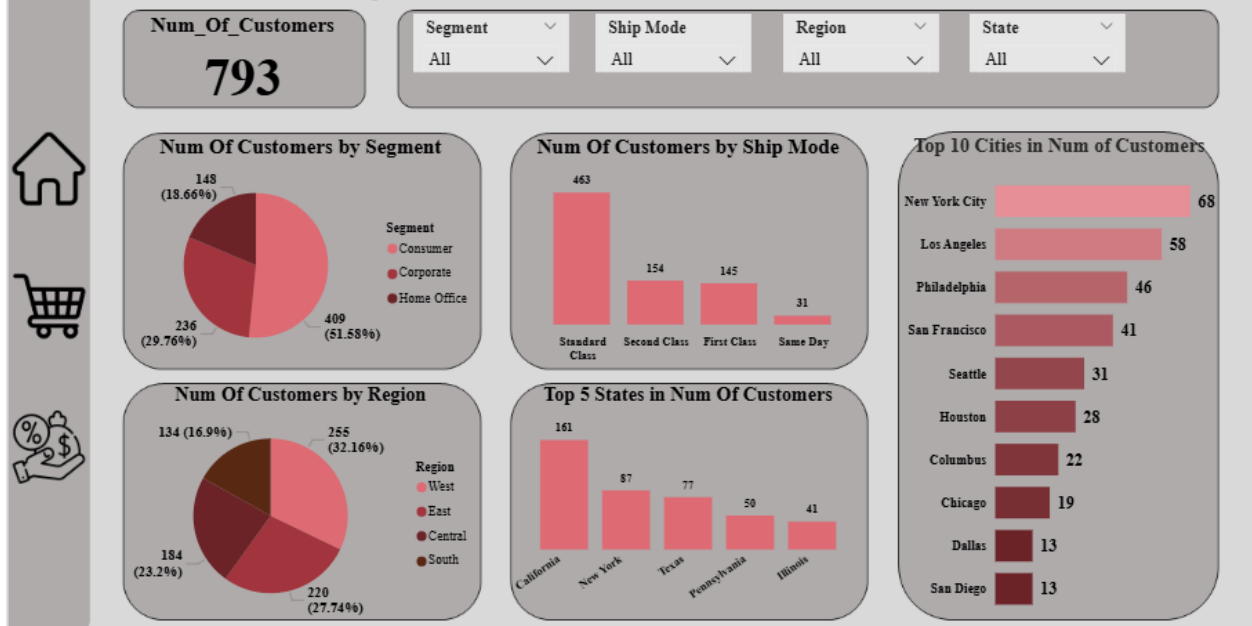 Num_Of_Customers
793
Segment
All
Ship Mode
All
Region
All
State
All
Num Of Customers by Segment
148
(18.66%)
236
(29.76%)
409
(51.58%)
Segment
Consumer
Corporate
Home Office
Num Of Customers by Ship Mode
463
154
145
31
Standard
Class
Second Class
First Class
Same Day
Top 10 Cities in Num of Customers
New York City 68
Los Angeles 58
Philadelphia 46
San Francisco 41
Seattle 31
Houston 28
Columbus 22
Chicago 19
Dallas 13
San Diego 13
Num Of Customers by Region
134 (16.9%)
255
(32.16%)
184
(23.2%)
220
(27.74%)
Region
West
East
Central
South
Top 5 States in Num Of Customers
161
87
77
50
41
California
New York
Texas
Pennsylvania
Illinois
%
$